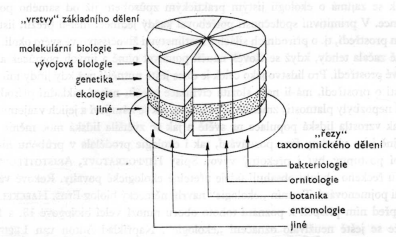 „vrstvy" základního dělení
molekulární biologie
vývojová biologie
genetika
ekologie
jiné
„řezy"
taxonomického dělení
bakteriologie
ornitologie
botanika
entomologie
jiné